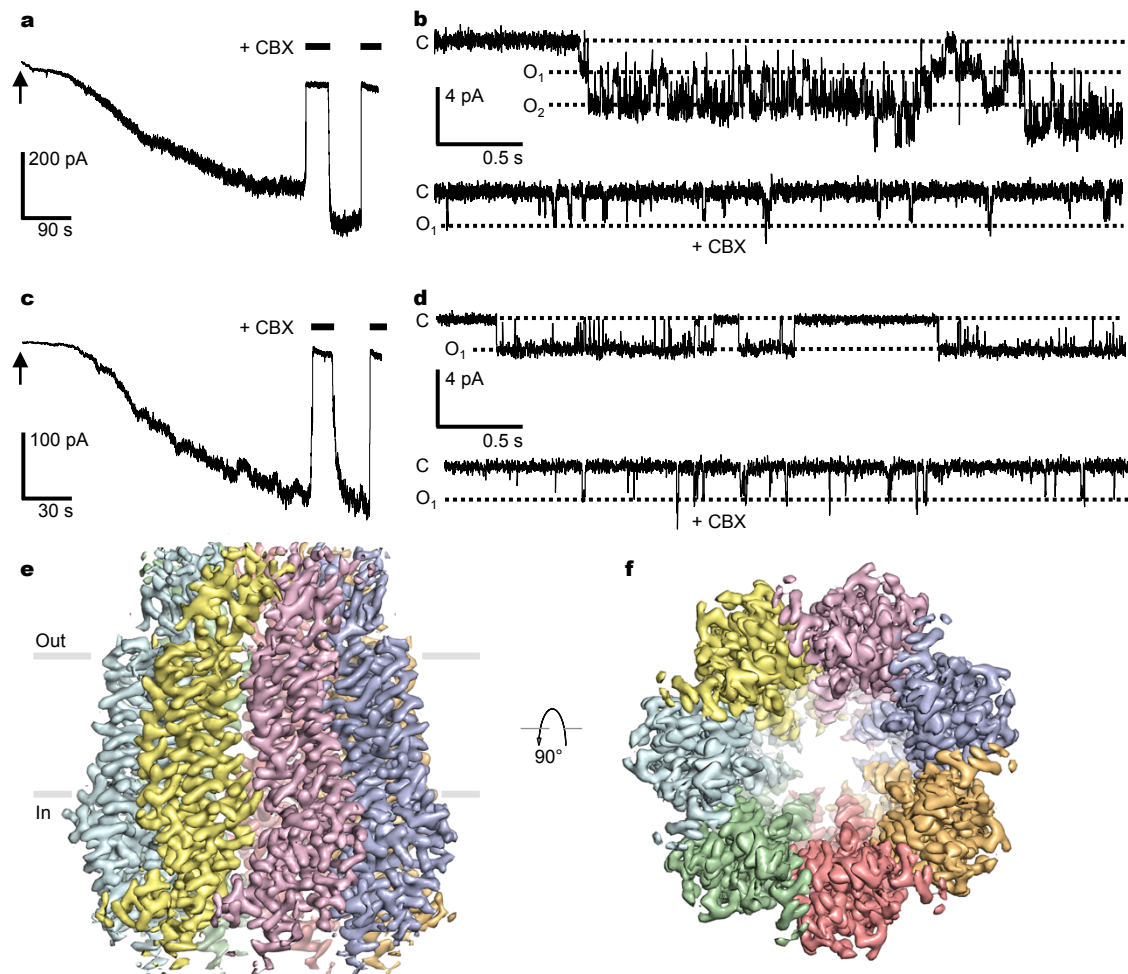 a
+ CBX
200 pA
90 s
b
C
O₁
O₂
4 pA
0.5 s
C
O₁
+ CBX
c
+ CBX
100 pA
30 s
d
C
O₁
4 pA
0.5 s
C
O₁
+ CBX
e
Out
In
90°
f